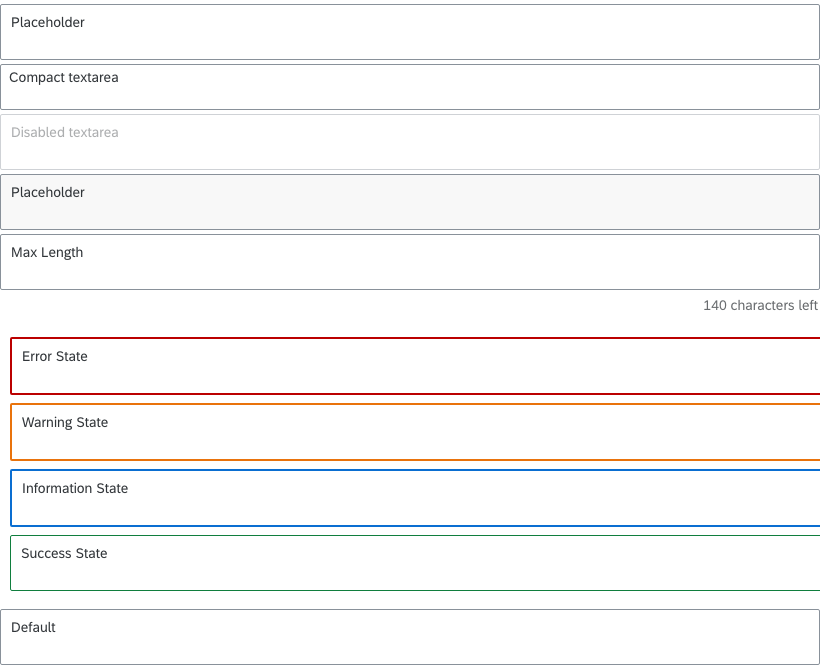 Placeholder
Compact textarea
Disabled textarea
Placeholder
Max Length
140 characters left
Error State
Warning State
Information State
Success State
Default